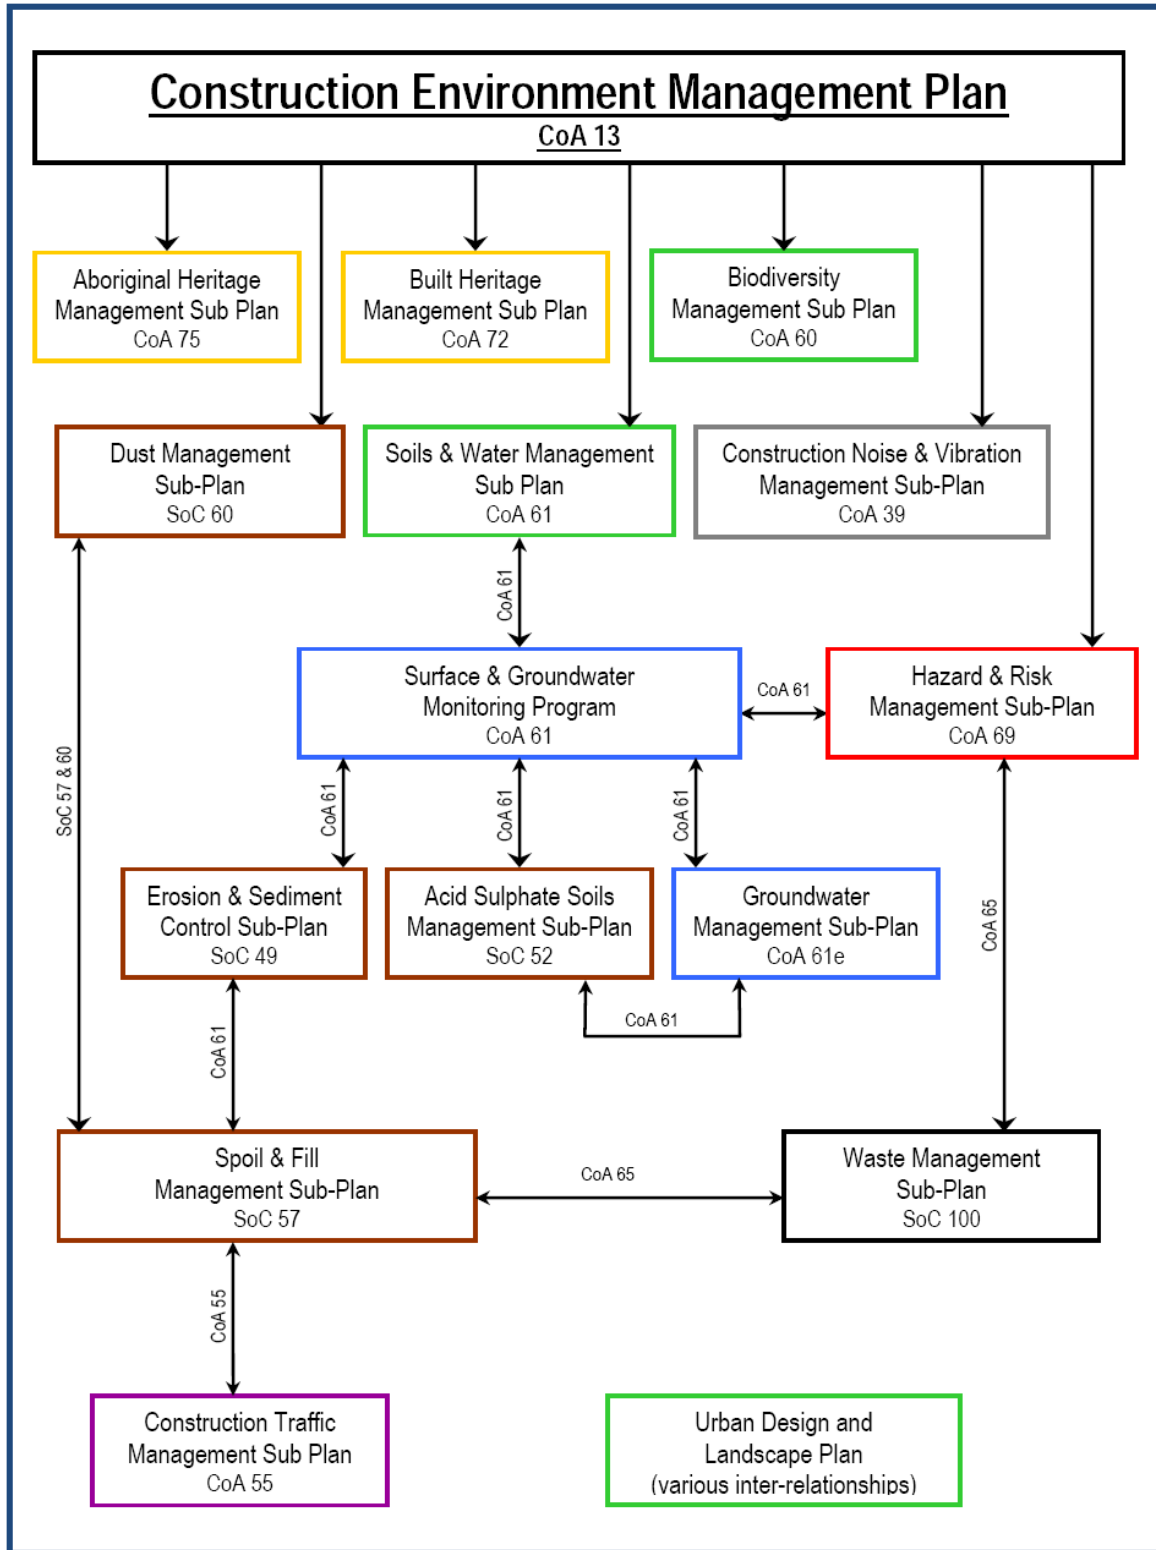 Construction Environment Management Plan
CoA 13
Aboriginal Heritage
Management Sub Plan
CoA 75
Built Heritage
Management Sub Plan
CoA 72
Biodiversity
Management Sub Plan
CoA 60
Dust Management
Sub-Plan
SoC 60
Soils & Water Management
Sub Plan
CoA 61
Construction Noise & Vibration
Management Sub-Plan
CoA 39
CoA 61
Surface & Groundwater
Monitoring Program
CoA 61
CoA 61
Hazard & Risk
Management Sub-Plan
CoA 69
SoC 57 & 60
CoA 61
CoA 61
CoA 61
Erosion & Sediment
Control Sub-Plan
SoC 49
Acid Sulphate Soils
Management Sub-Plan
SoC 52
Groundwater
Management Sub-Plan
CoA 61e
CoA 65
CoA 61
CoA 61
Spoil & Fill
Management Sub-Plan
SoC 57
CoA 65
Waste Management
Sub-Plan
SoC 100
CoA 55
Construction Traffic
Management Sub Plan
CoA 55
Urban Design and
Landscape Plan
(various inter-relationships)